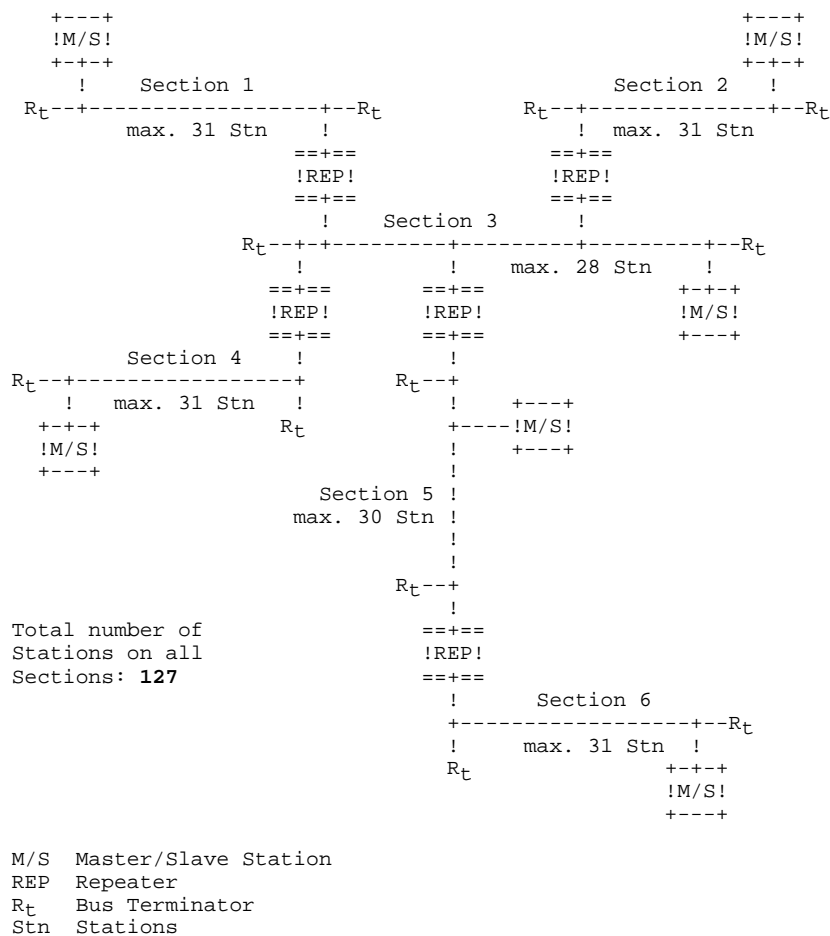 +---+ +---+
!M/S! !M/S!
+-+-+ +-+-+
! Section 1 Section 2 !
Rt--+------------------+--Rt Rt--+--------------+--Rt
max. 31 Stn ! ! max. 31 Stn
==+== ==+==
!REP! !REP!
==+== ==+==
! Section 3 !
Rt--+-+---------+---------+---------+--Rt
! ! max. 28 Stn !
==+== ==+== +-+-+
!REP! !REP! !M/S!
==+== ==+== +---+
Section 4 ! !
Rt--+-----------------+ Rt--+
! max. 31 Stn ! ! +---+
+-+-+ Rt +----!M/S!
!M/S! ! +---+
+---+ !
Section 5 !
max. 30 Stn !
!
!
Rt--+
!
Total number of ==+==
Stations on all !REP!
Sections: 127 ==+==
! Section 6
+------------------+--Rt
! max. 31 Stn !
Rt +-+-+
!M/S!
+---+
M/S Master/Slave Station
REP Repeater
Rt Bus Terminator
Stn Stations